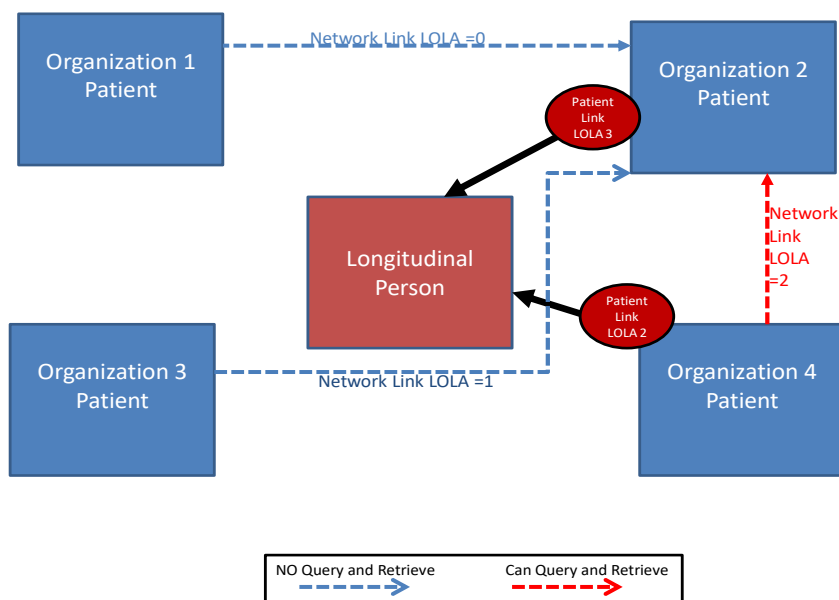 Network Link LOLA =0
Organization 1
Patient
Organization 2
Patient
Patient
Link
LOLA 3
Longitudinal
Person
Network
Link
LOLA
=2
Patient
Link
LOLA 2
Organization 3
Patient
Network Link LOLA =1
Organization 4
Patient
NO Query and Retrieve
Can Query and Retrieve